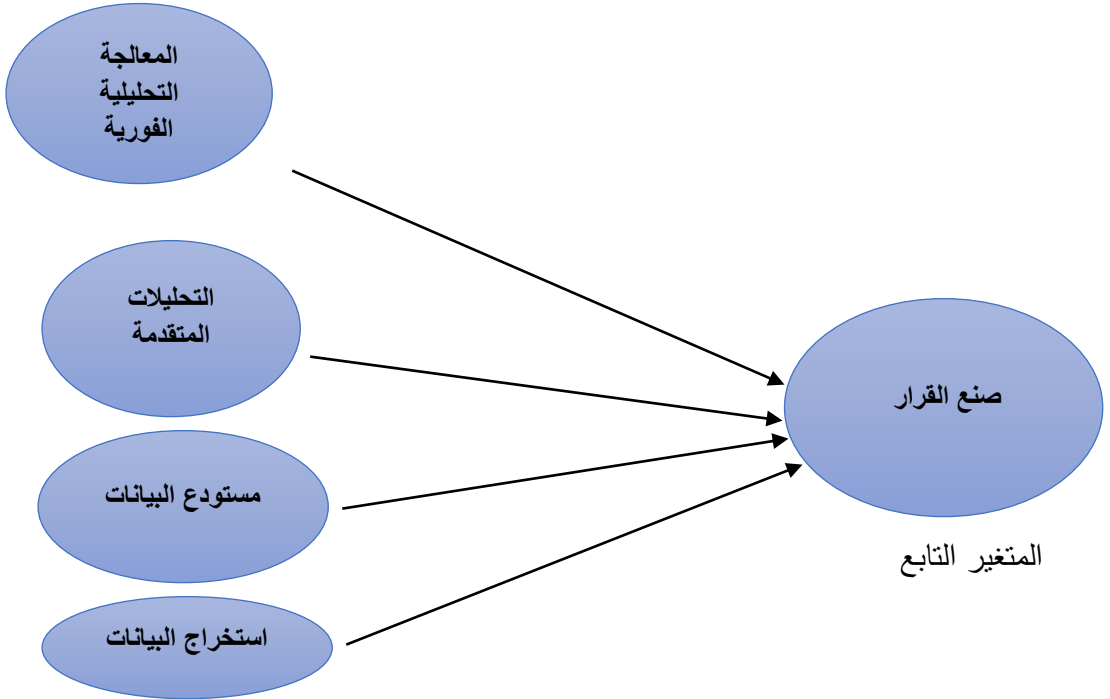 المعالجة
التحليلية
الفورية
التحليلات
المتقدمة
مستودع البيانات
استخراج البيانات
صنع القرار
المتغير التابع